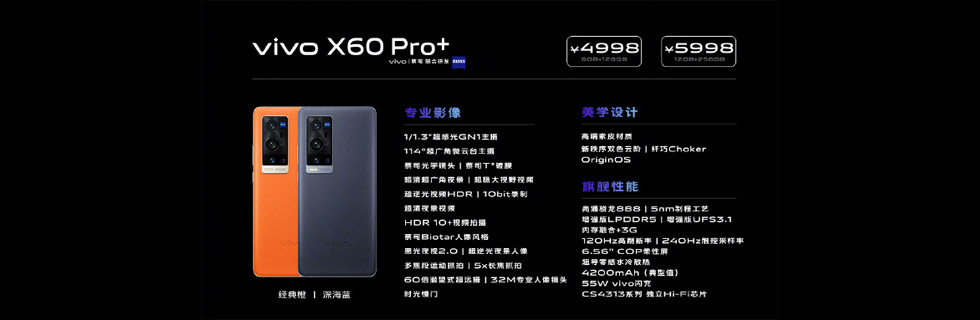 vivo X60 Pro+
vivo | 蔡司 联合研发 ZEISS
¥4998
8GB+128GB
¥5998
12GB+256GB
专业影像
1/1.3"超感光GN1主摄
114°超广角微云台主摄
蔡司光学镜头 | 蔡司T*镀膜
超清超广角夜景 | 超稳大视野视频
超逆光视频HDR | 10bit录制
超清夜景视频
HDR 10+视频拍摄
蔡司Biotar人像风格
黑光夜视2.0 | 超逆光夜景人像
多焦段运动抓拍 | 5x长焦抓拍
60倍潜望式超远摄 | 32M专业人像镜头
时光慢门
美学设计
高端素皮材质
新秩序双色云阶 | 纤巧Choker
OriginOS
旗舰性能
高通骁龙888 | 5nm制程工艺
增强版LPDDR5 | 增强版UFS3.1
内存融合+3G
120Hz高刷新率 | 240Hz触控采样率
6.56" COP柔性屏
超导零感水冷散热
4200mAh（典型值）
55W vivo闪充
CS4313系列 独立Hi-Fi芯片
经典橙 | 深海蓝